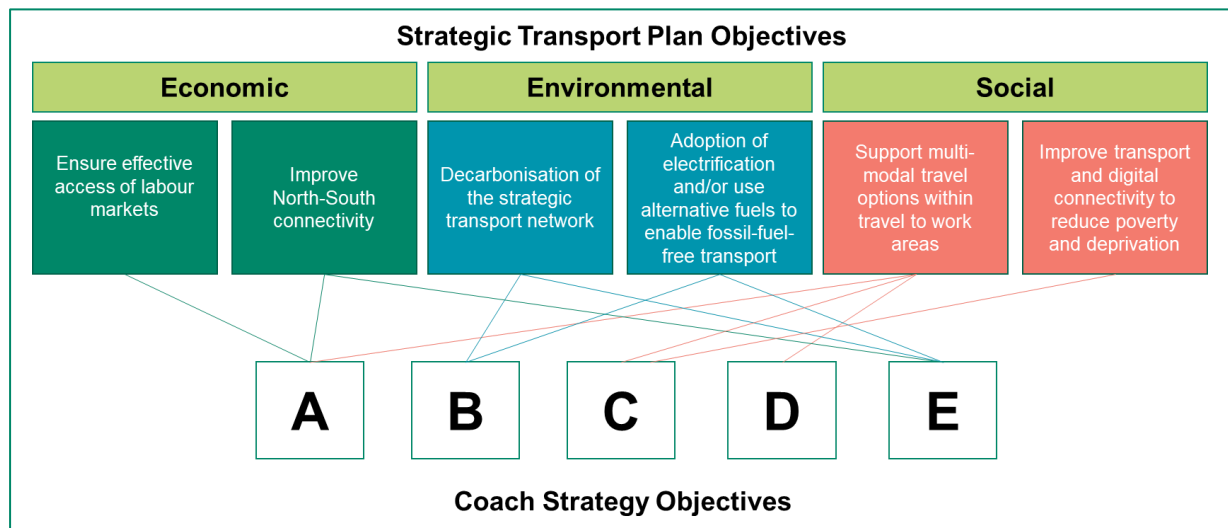 Strategic Transport Plan Objectives
Economic
Environmental
Social
Ensure effective
access of labour
markets
Improve
North-South
connectivity
Decarbonisation
of the strategic
transport network
Adoption of
electrification
and/or use
alternative fuels to
enable fossil-fuel-
free transport
Support multi-
modal travel
options within
travel to work
areas
Improve transport
and digital
connectivity to
reduce poverty
and deprivation
A
B
C
D
E
Coach Strategy Objectives